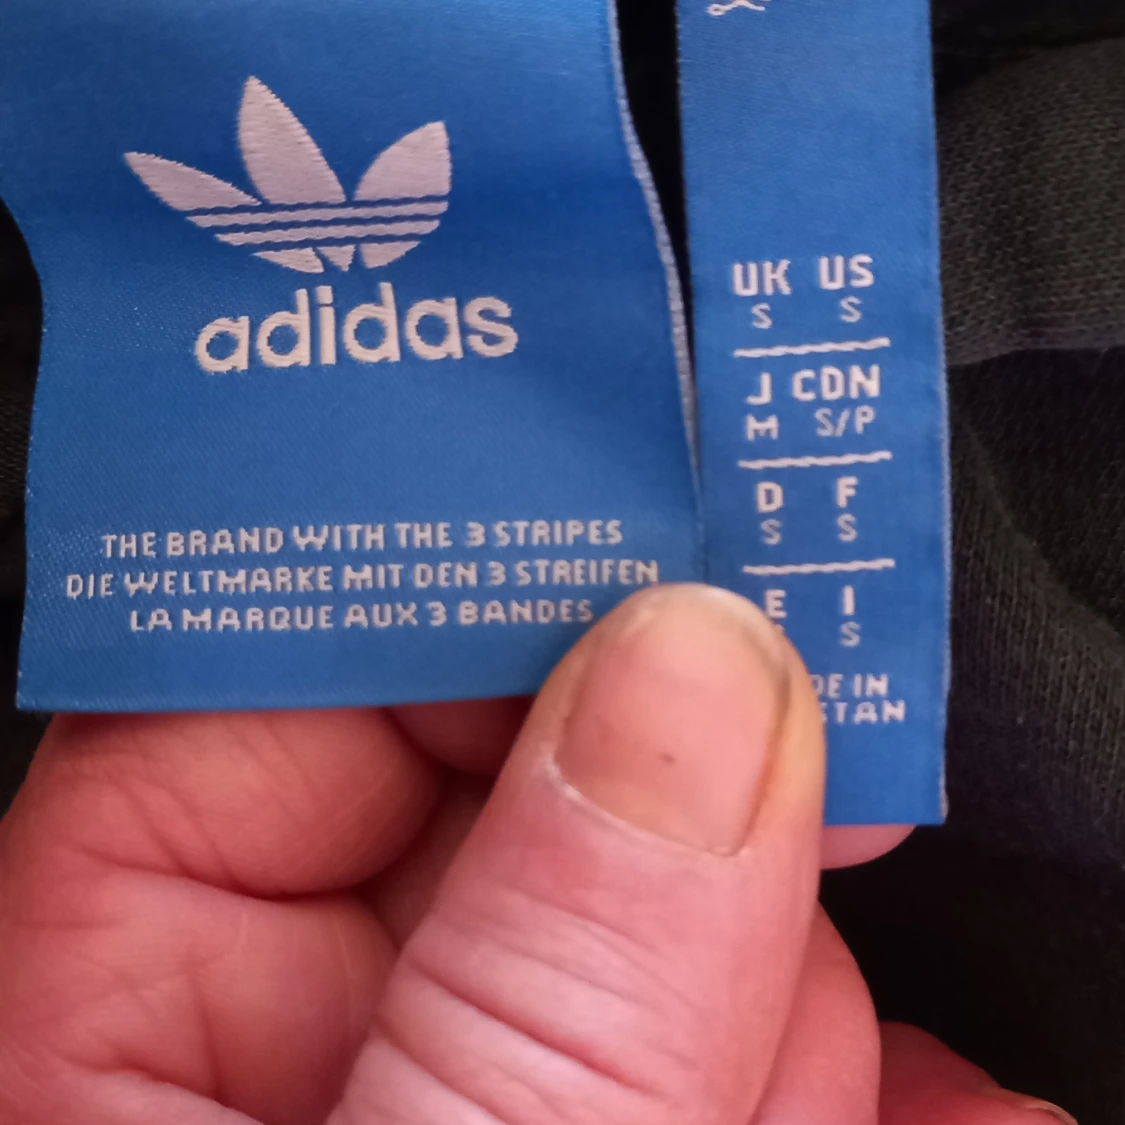 adidas
THE BRAND WITH THE 3 STRIPES
DIE WELTMARKE MIT DEN 3 STREIFEN
LA MARQUE AUX 3 BANDES
UK US
S S
J CDN
M S/P
D F
S S
E I
S
IN